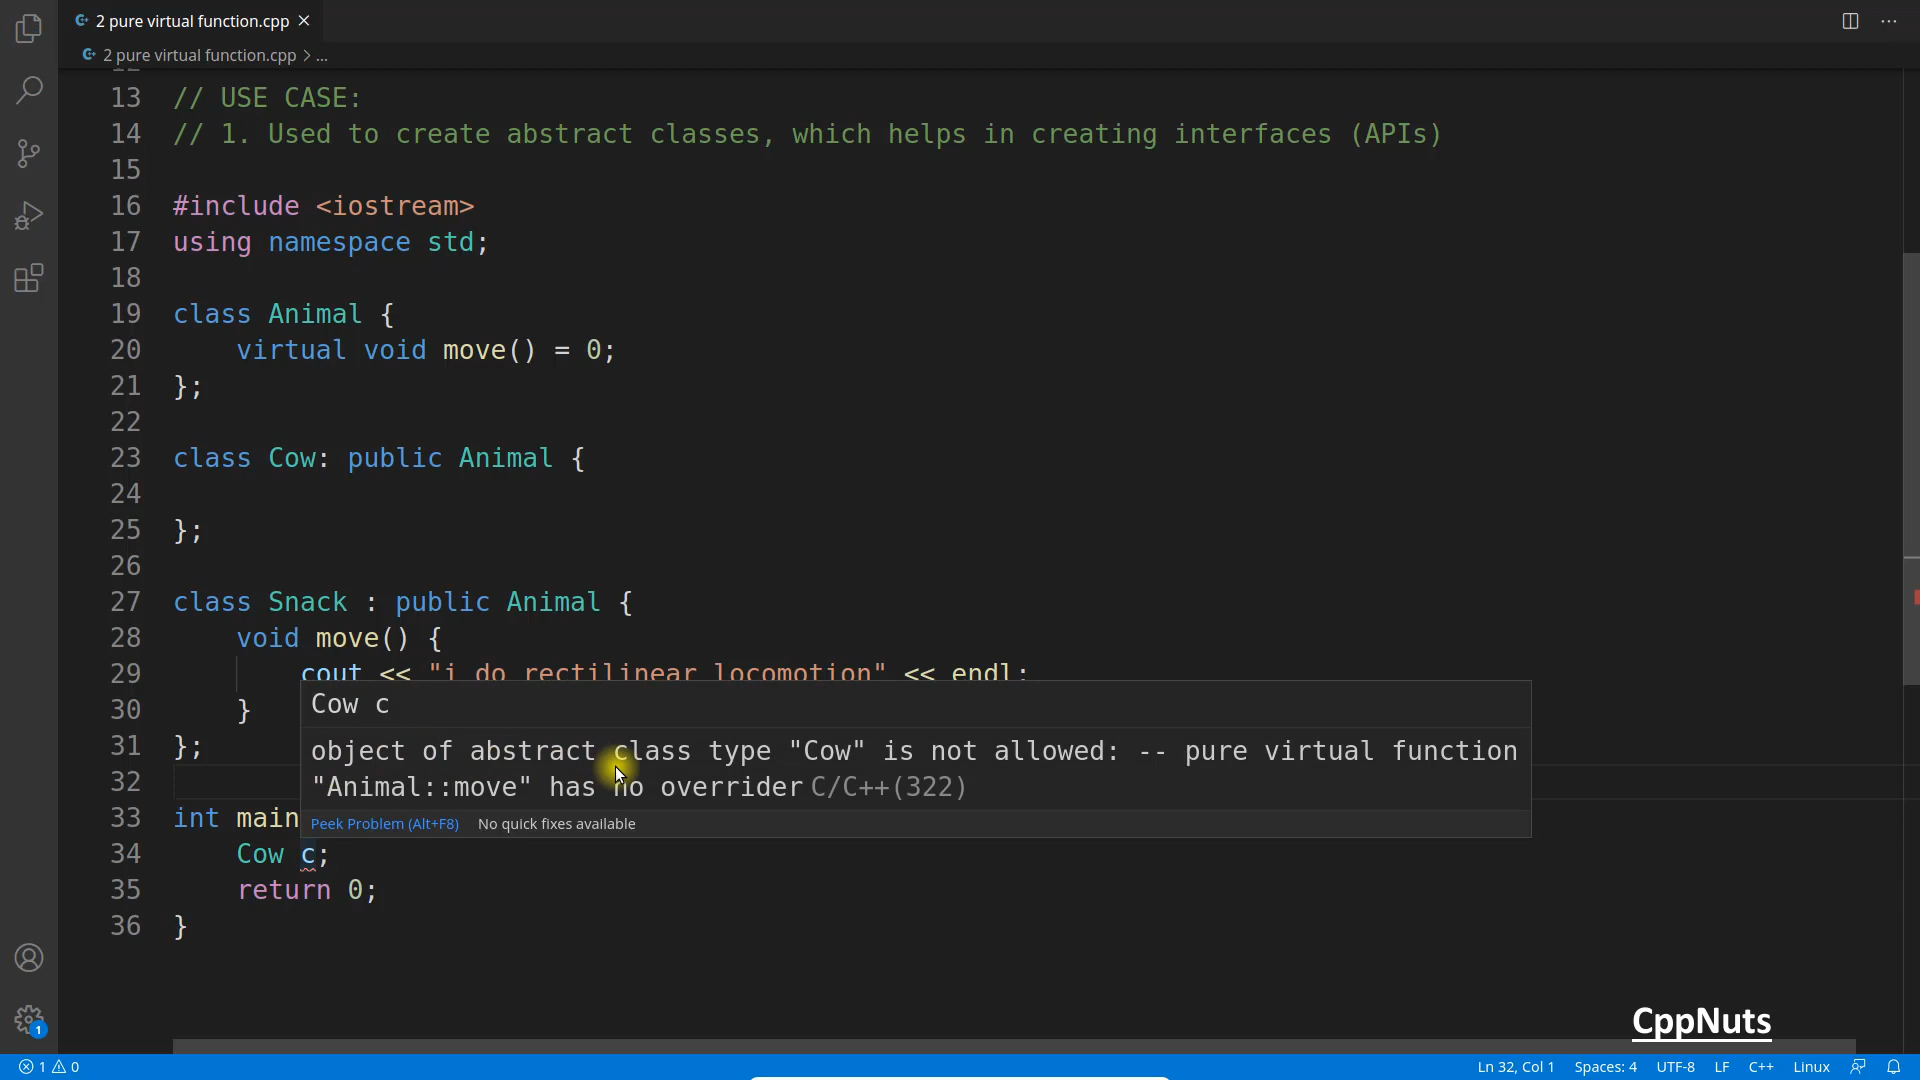 2 pure virtual function.cpp
2 pure virtual function.cpp > ...
13 // USE CASE:
14 // 1. Used to create abstract classes, which helps in creating interfaces (APIs)
15
16 #include <iostream>
17 using namespace std;
18
19 class Animal {
20 virtual void move() = 0;
21 };
22
23 class Cow: public Animal {
24
25 };
26
27 class Snack : public Animal {
28 void move() {
29 cout << "i do rectilinear locomotion" << endl;
30 }
Cow c
31 };
object of abstract class type "Cow" is not allowed: -- pure virtual function
32
"Animal::move" has no overrider C/C++(322)
33 int main
Peek Problem (Alt+F8) No quick fixes available
34 Cow c;
35 return 0;
36 }
CppNuts
1
1 0 Ln 32, Col 1 Spaces: 4 UTF-8 LF C++ Linux